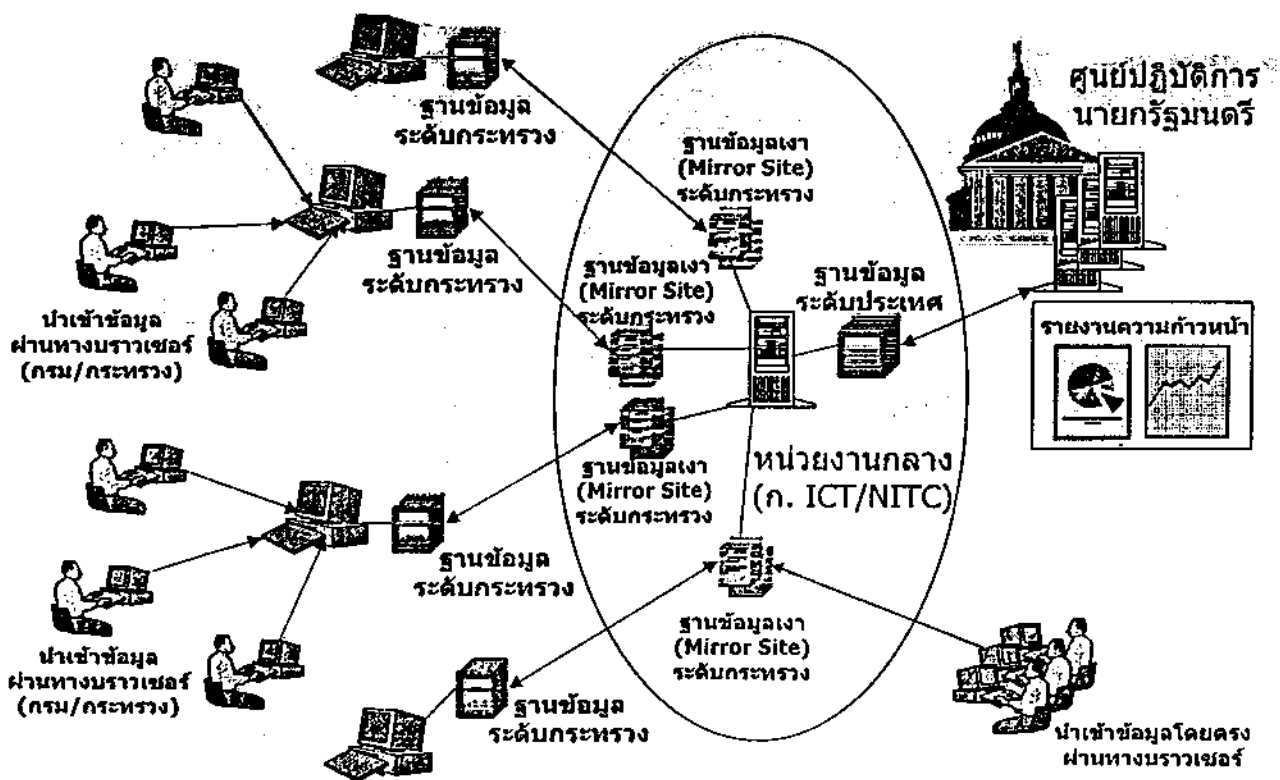 ฐานข้อมูล
ระดับกระทรวง
ศูนย์ปฏิบัติการ
นายกรัฐมนตรี
ฐานข้อมูลเงา
(Mirror Site)
ระดับกระทรวง
ฐานข้อมูล
ระดับกระทรวง
ฐานข้อมูลเงา
(Mirror Site)
ระดับกระทรวง
ฐานข้อมูล
ระดับประเทศ
นำเข้าข้อมูล
ผ่านทางบราวเซอร์
(กรม/กระทรวง)
รายงานความก้าวหน้า
ฐานข้อมูลเงา
(Mirror Site)
ระดับกระทรวง
หน่วยงานกลาง
(ก. ICT/NITC)
ฐานข้อมูล
ระดับกระทรวง
นำเข้าข้อมูล
ผ่านทางบราวเซอร์
(กรม/กระทรวง)
ฐานข้อมูลเงา
(Mirror Site)
ระดับกระทรวง
ฐานข้อมูล
ระดับกระทรวง
นำเข้าข้อมูลโดยตรง
ผ่านทางบราวเซอร์